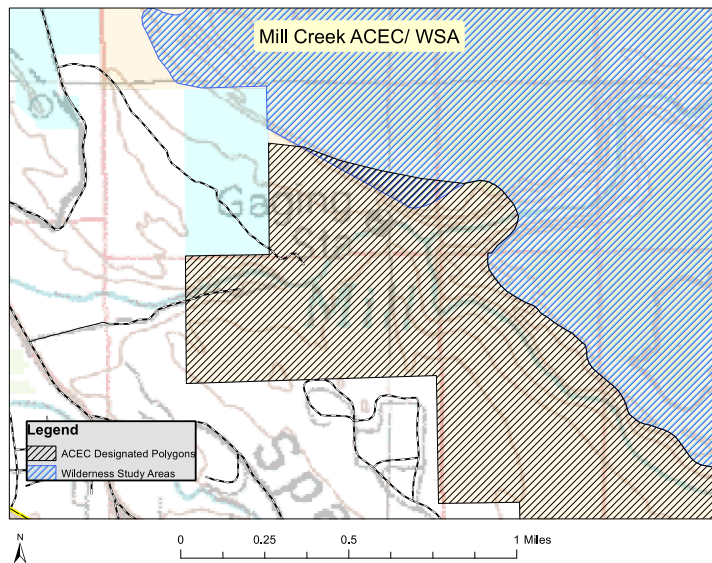 Mill Creek ACEC/ WSA
Gaging
Sta
Mill
Legend
ACEC Designated Polygons
Wilderness Study Areas
N
0 0.25 0.5 1 Miles